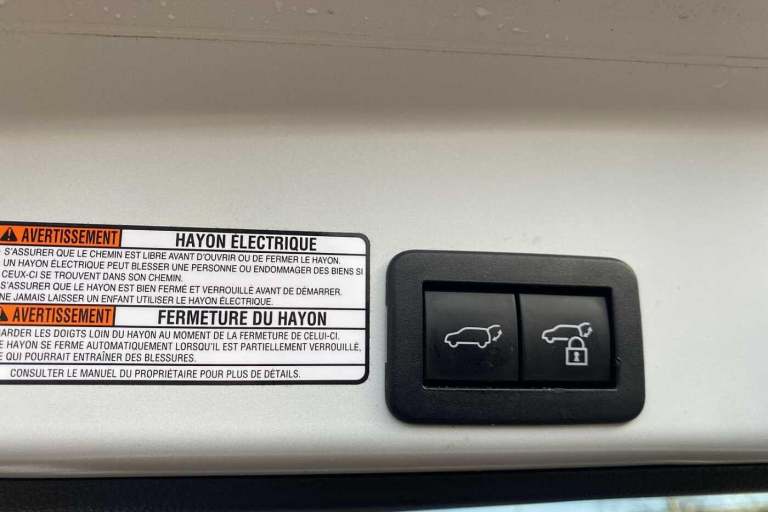 AVERTISSEMENT HAYON ÉLECTRIQUE
S'ASSURER QUE LE CHEMIN EST LIBRE AVANT D'OUVRIR OU DE FERMER LE HAYON.
UN HAYON ÉLECTRIQUE PEUT BLESSER UNE PERSONNE OU ENDOMMAGER DES BIENS SI
CEUX-CI SE TROUVENT DANS SON CHEMIN.
S'ASSURER QUE LE HAYON EST BIEN FERMÉ ET VERROUILLÉ AVANT DE DÉMARRER.
NE JAMAIS LAISSER UN ENFANT UTILISER LE HAYON ÉLECTRIQUE.
AVERTISSEMENT FERMETURE DU HAYON
ARDER LES DOIGTS LOIN DU HAYON AU MOMENT DE LA FERMETURE DE CELUI-CI.
E HAYON SE FERME AUTOMATIQUEMENT LORSQU'IL EST PARTIELLEMENT VERROUILLÉ,
E QUI POURRAIT ENTRAÎNER DES BLESSURES.
CONSULTER LE MANUEL DU PROPRIÉTAIRE POUR PLUS DE DÉTAILS.